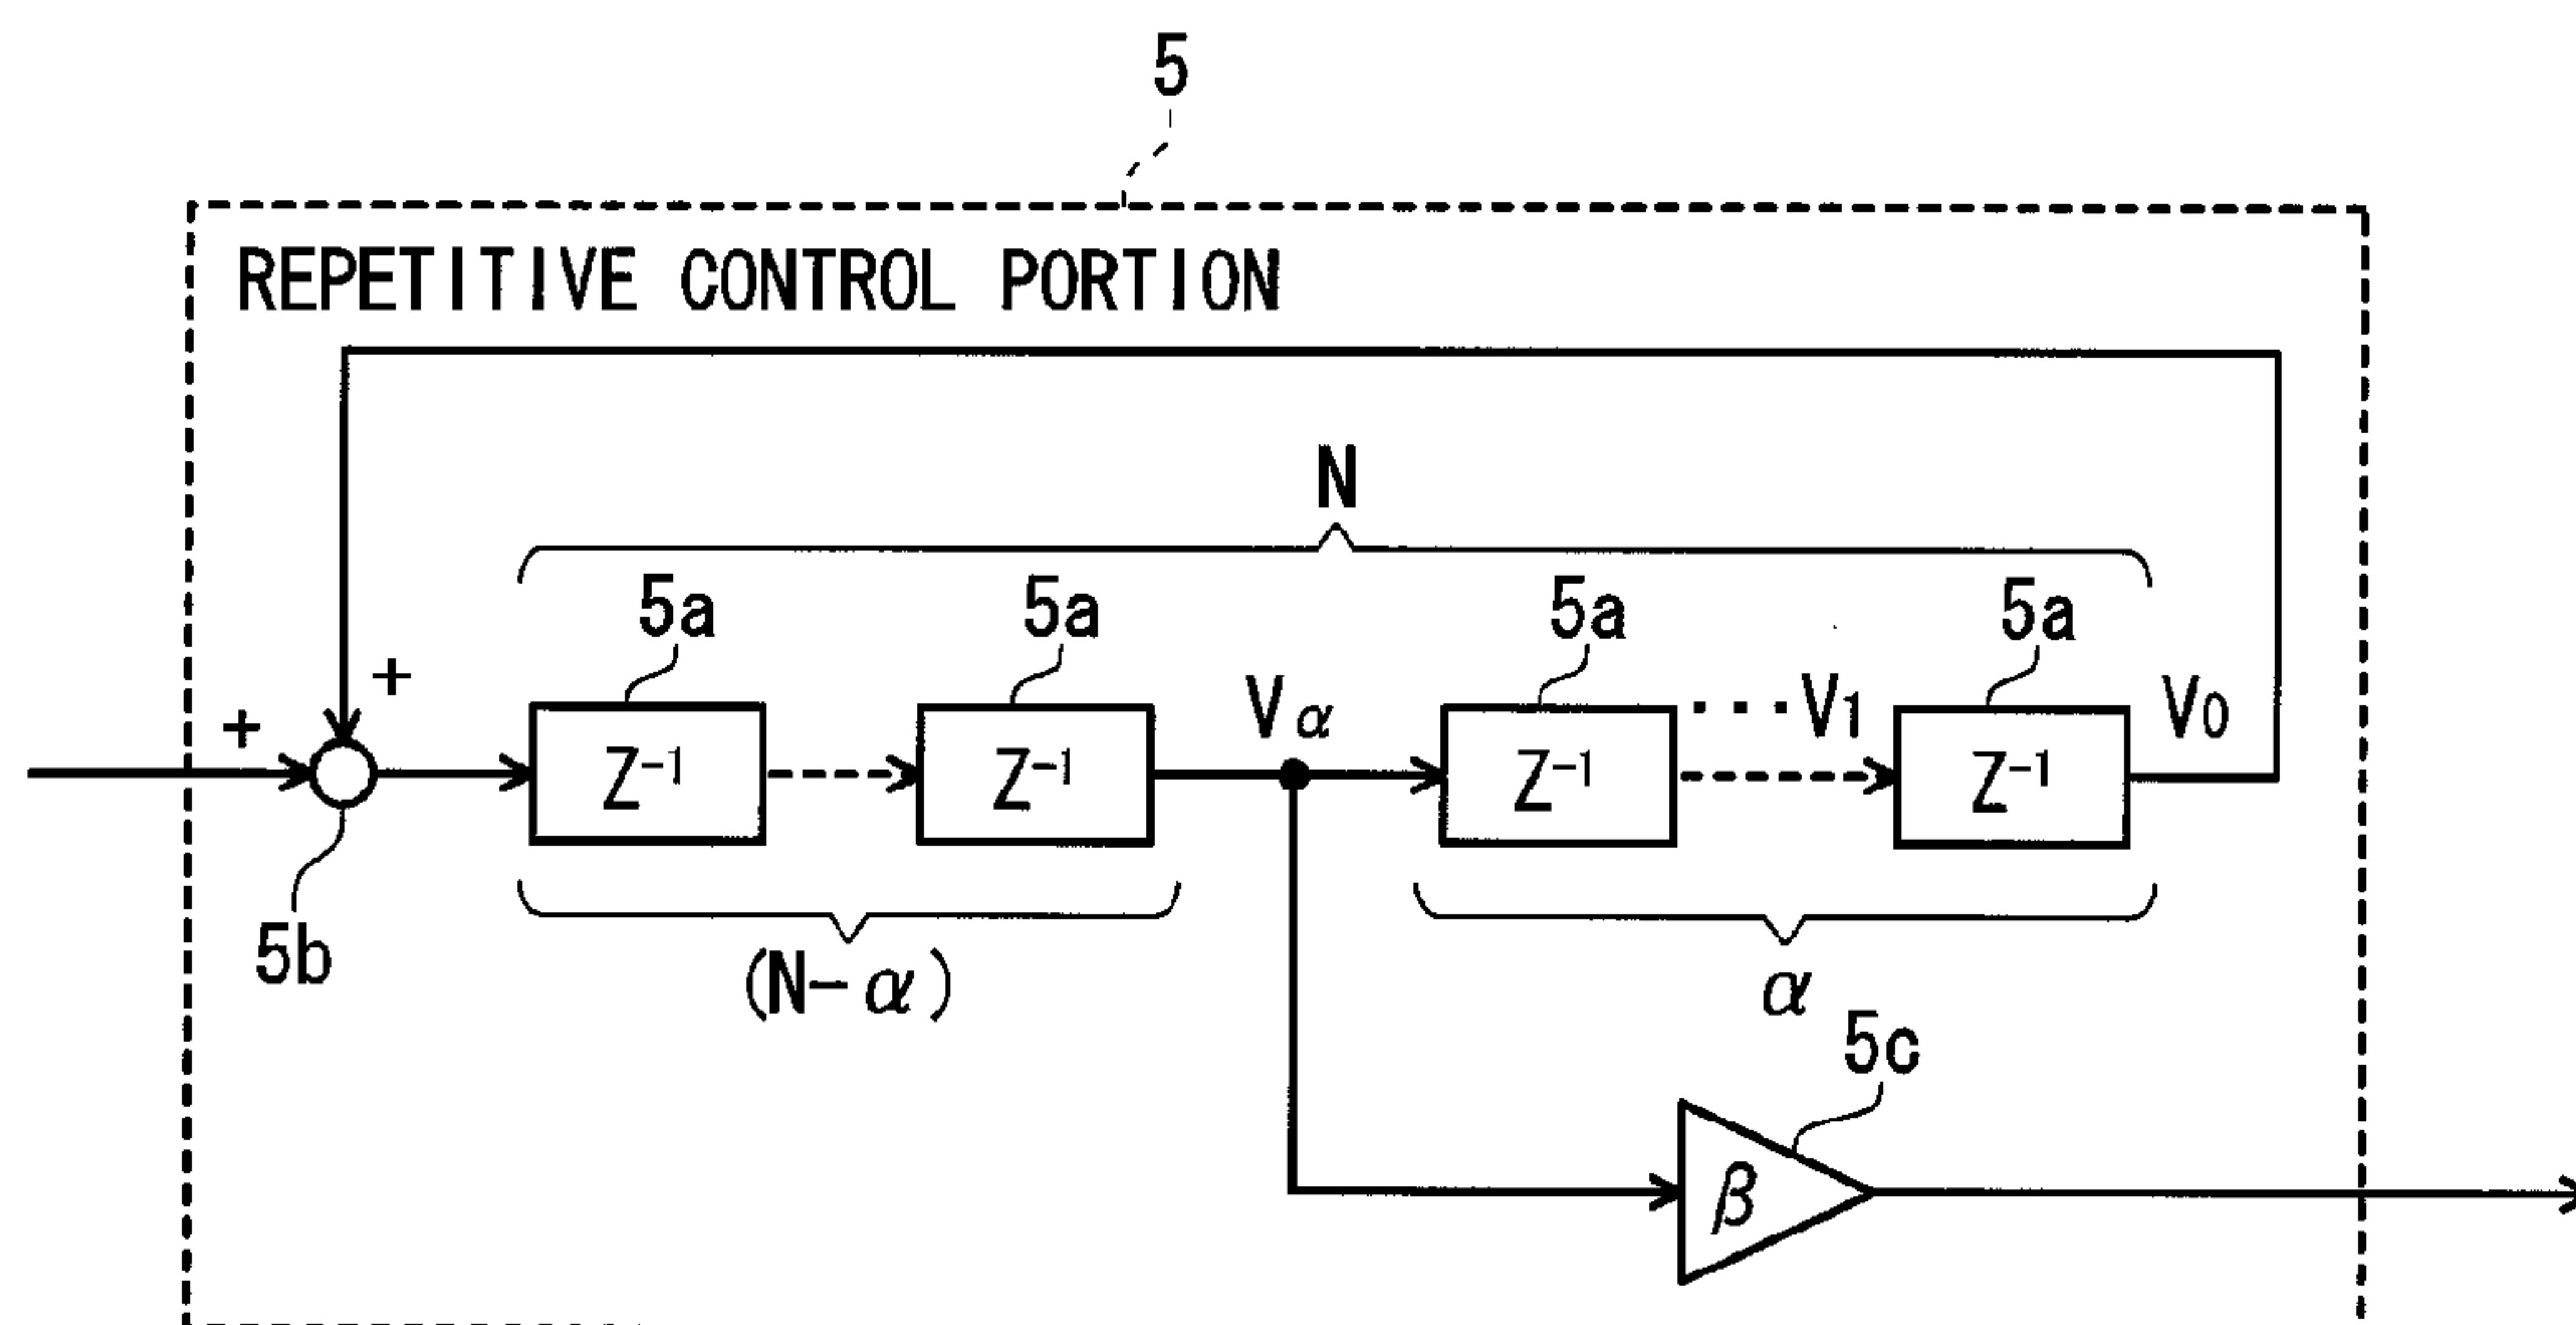 5
REPETITIVE CONTROL PORTION
N
5a 5a 5a 5a
+ + Vα ・・・V1 V0
Z⁻¹ Z⁻¹ Z⁻¹ Z⁻¹
5b (N-α) α
5c
β